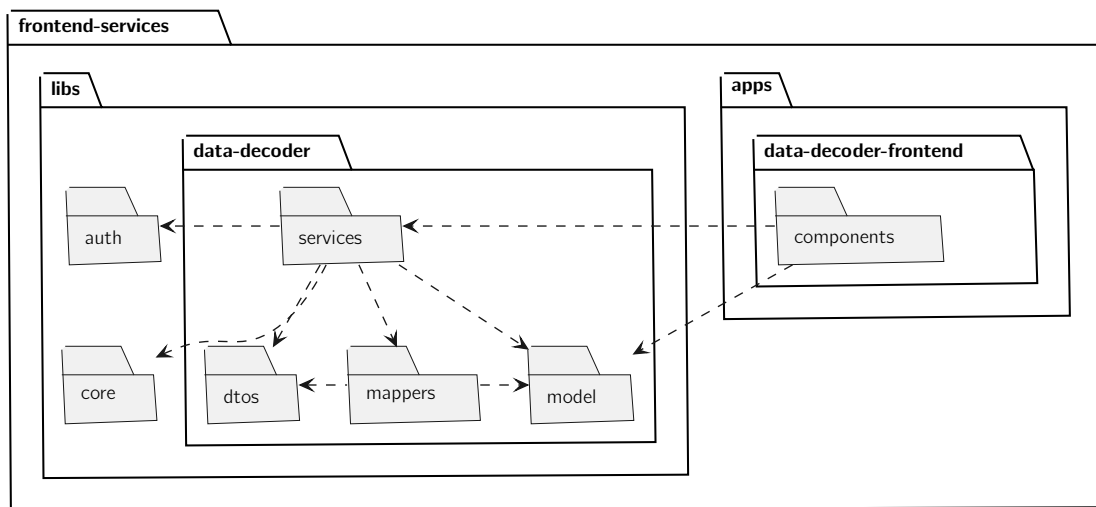 frontend-services
libs
apps
data-decoder
data-decoder-frontend
auth
services
components
core
dtos
mappers
model